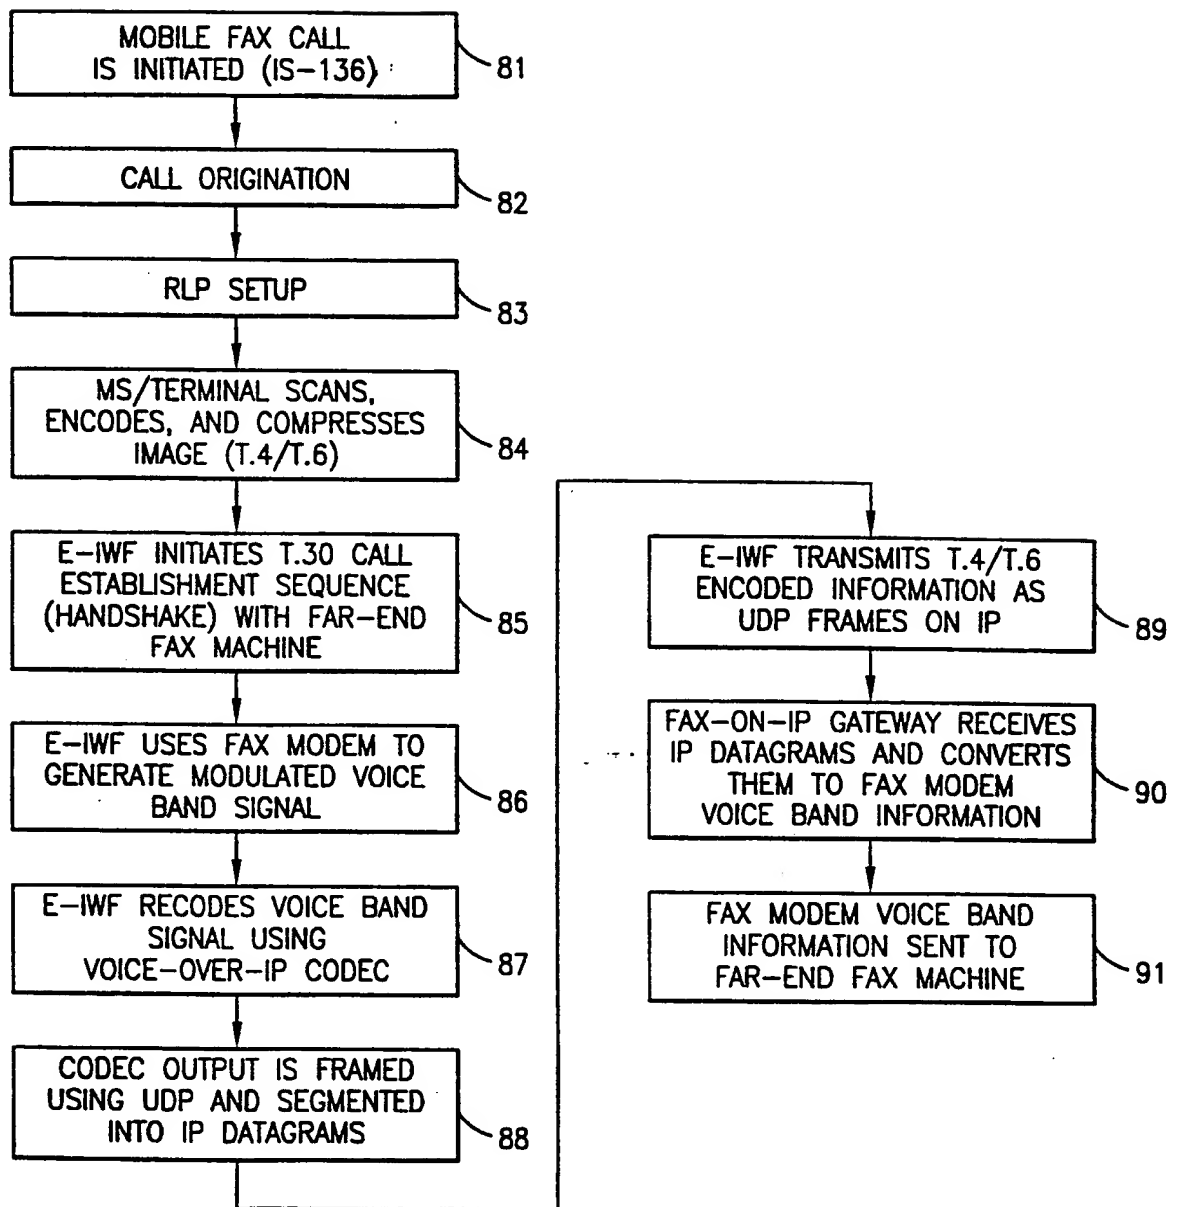 MOBILE FAX CALL
IS INITIATED (IS-136)
81
CALL ORIGINATION
82
RLP SETUP
83
MS/TERMINAL SCANS,
ENCODES, AND COMPRESSES
IMAGE (T.4/T.6)
84
E-IWF INITIATES T.30 CALL
ESTABLISHMENT SEQUENCE
(HANDSHAKE) WITH FAR-END
FAX MACHINE
85
E-IWF USES FAX MODEM TO
GENERATE MODULATED VOICE
BAND SIGNAL
86
E-IWF RECODES VOICE BAND
SIGNAL USING
VOICE-OVER-IP CODEC
87
CODEC OUTPUT IS FRAMED
USING UDP AND SEGMENTED
INTO IP DATAGRAMS
88
E-IWF TRANSMITS T.4/T.6
ENCODED INFORMATION AS
UDP FRAMES ON IP
89
FAX-ON-IP GATEWAY RECEIVES
IP DATAGRAMS AND CONVERTS
THEM TO FAX MODEM
VOICE BAND INFORMATION
90
FAX MODEM VOICE BAND
INFORMATION SENT TO
FAR-END FAX MACHINE
91